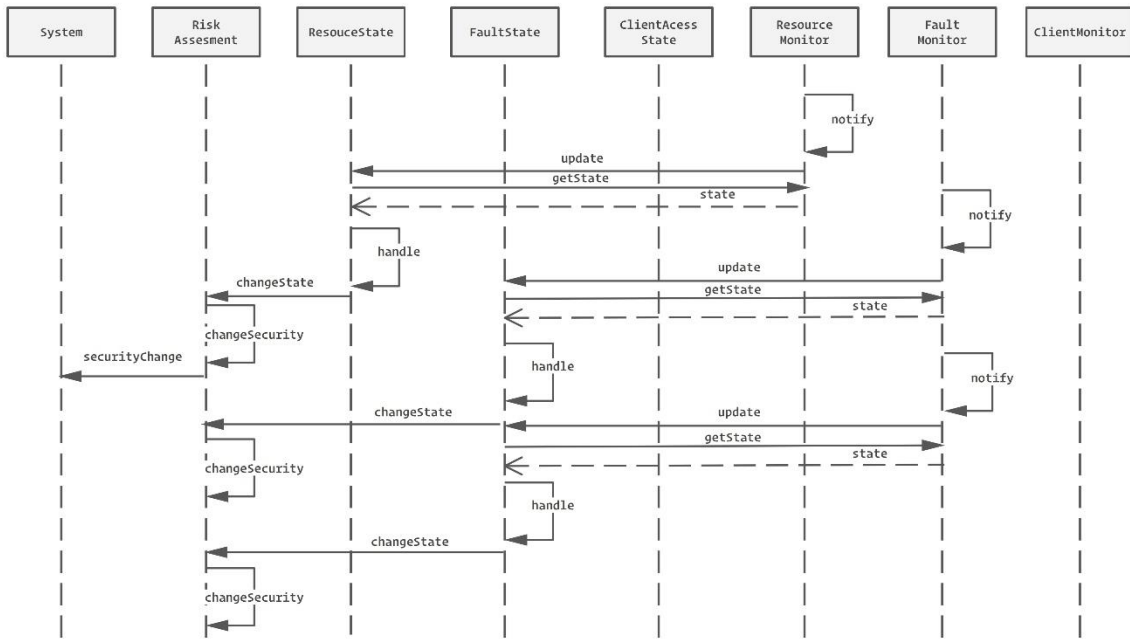 System
Risk
Assesment
ResouceState
FaultState
ClientAcess
State
Resource
Monitor
Fault
Monitor
ClientMonitor
notify
update
getState
state
notify
handle
update
changeState
getState
state
changeSecurity
securityChange
handle
notify
changeState
update
getState
state
changeSecurity
handle
changeState
changeSecurity